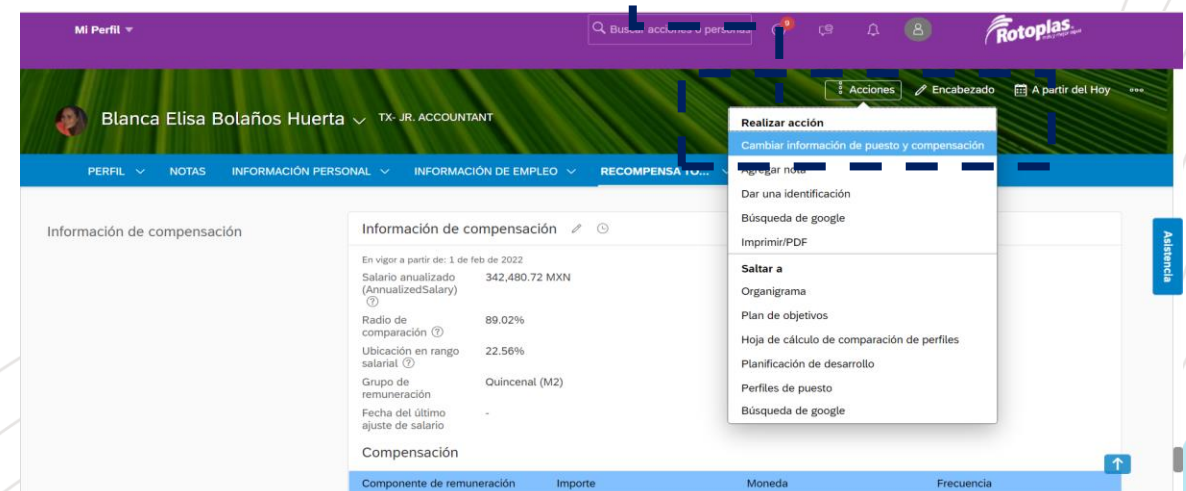 Mi Perfil
Buscar acciones o personas
9
Rotoplas
Acciones
Encabezado
A partir del Hoy
Blanca Elisa Bolaños Huerta
TX- JR. ACCOUNTANT
Realizar acción
Cambiar información de puesto y compensación
Agregar nota
Dar una identificación
Búsqueda de google
Imprimir/PDF
Saltar a
Organigrama
Plan de objetivos
Hoja de cálculo de comparación de perfiles
Planificación de desarrollo
Perfiles de puesto
Búsqueda de google
PERFIL
NOTAS
INFORMACIÓN PERSONAL
INFORMACIÓN DE EMPLEO
RECOMPENSA TO...
Información de compensación
Información de compensación
En vigor a partir de: 1 de feb de 2022
Salario anualizado 342,480.72 MXN
(AnnualizedSalary)
Radio de 89.02%
comparación
Ubicación en rango 22.56%
salarial
Grupo de Quincenal (M2)
remuneración
Fecha del último -
ajuste de salario
Compensación
Componente de remuneración Importe Moneda Frecuencia
Asistencia